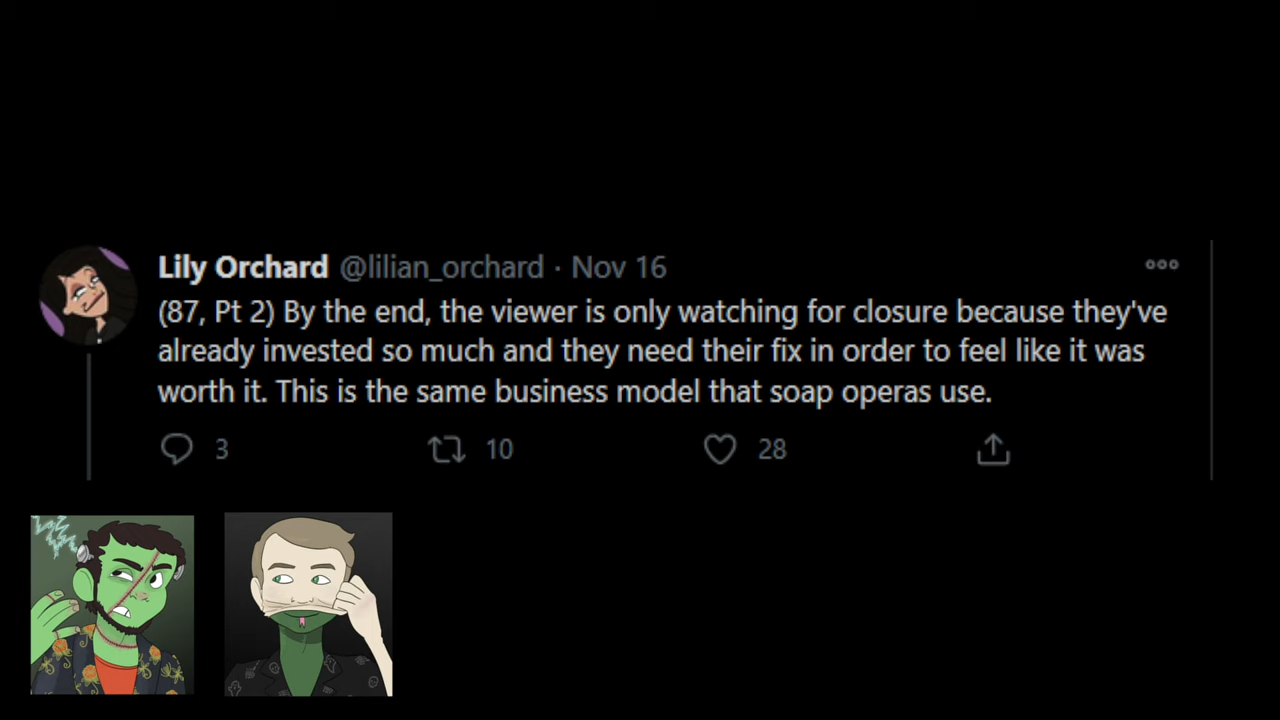 Lily Orchard @lilian_orchard · Nov 16
(87, Pt 2) By the end, the viewer is only watching for closure because they've
already invested so much and they need their fix in order to feel like it was
worth it. This is the same business model that soap operas use.
3 10 28